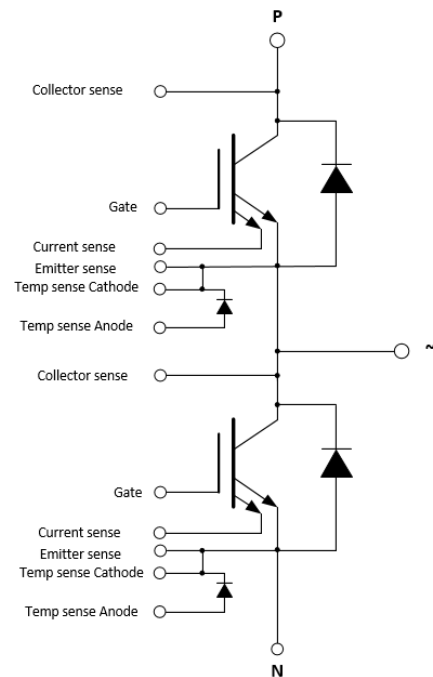 P
Collector sense
Gate
Current sense
Emitter sense
Temp sense Cathode
Temp sense Anode
~
Collector sense
Gate
Current sense
Emitter sense
Temp sense Cathode
Temp sense Anode
N